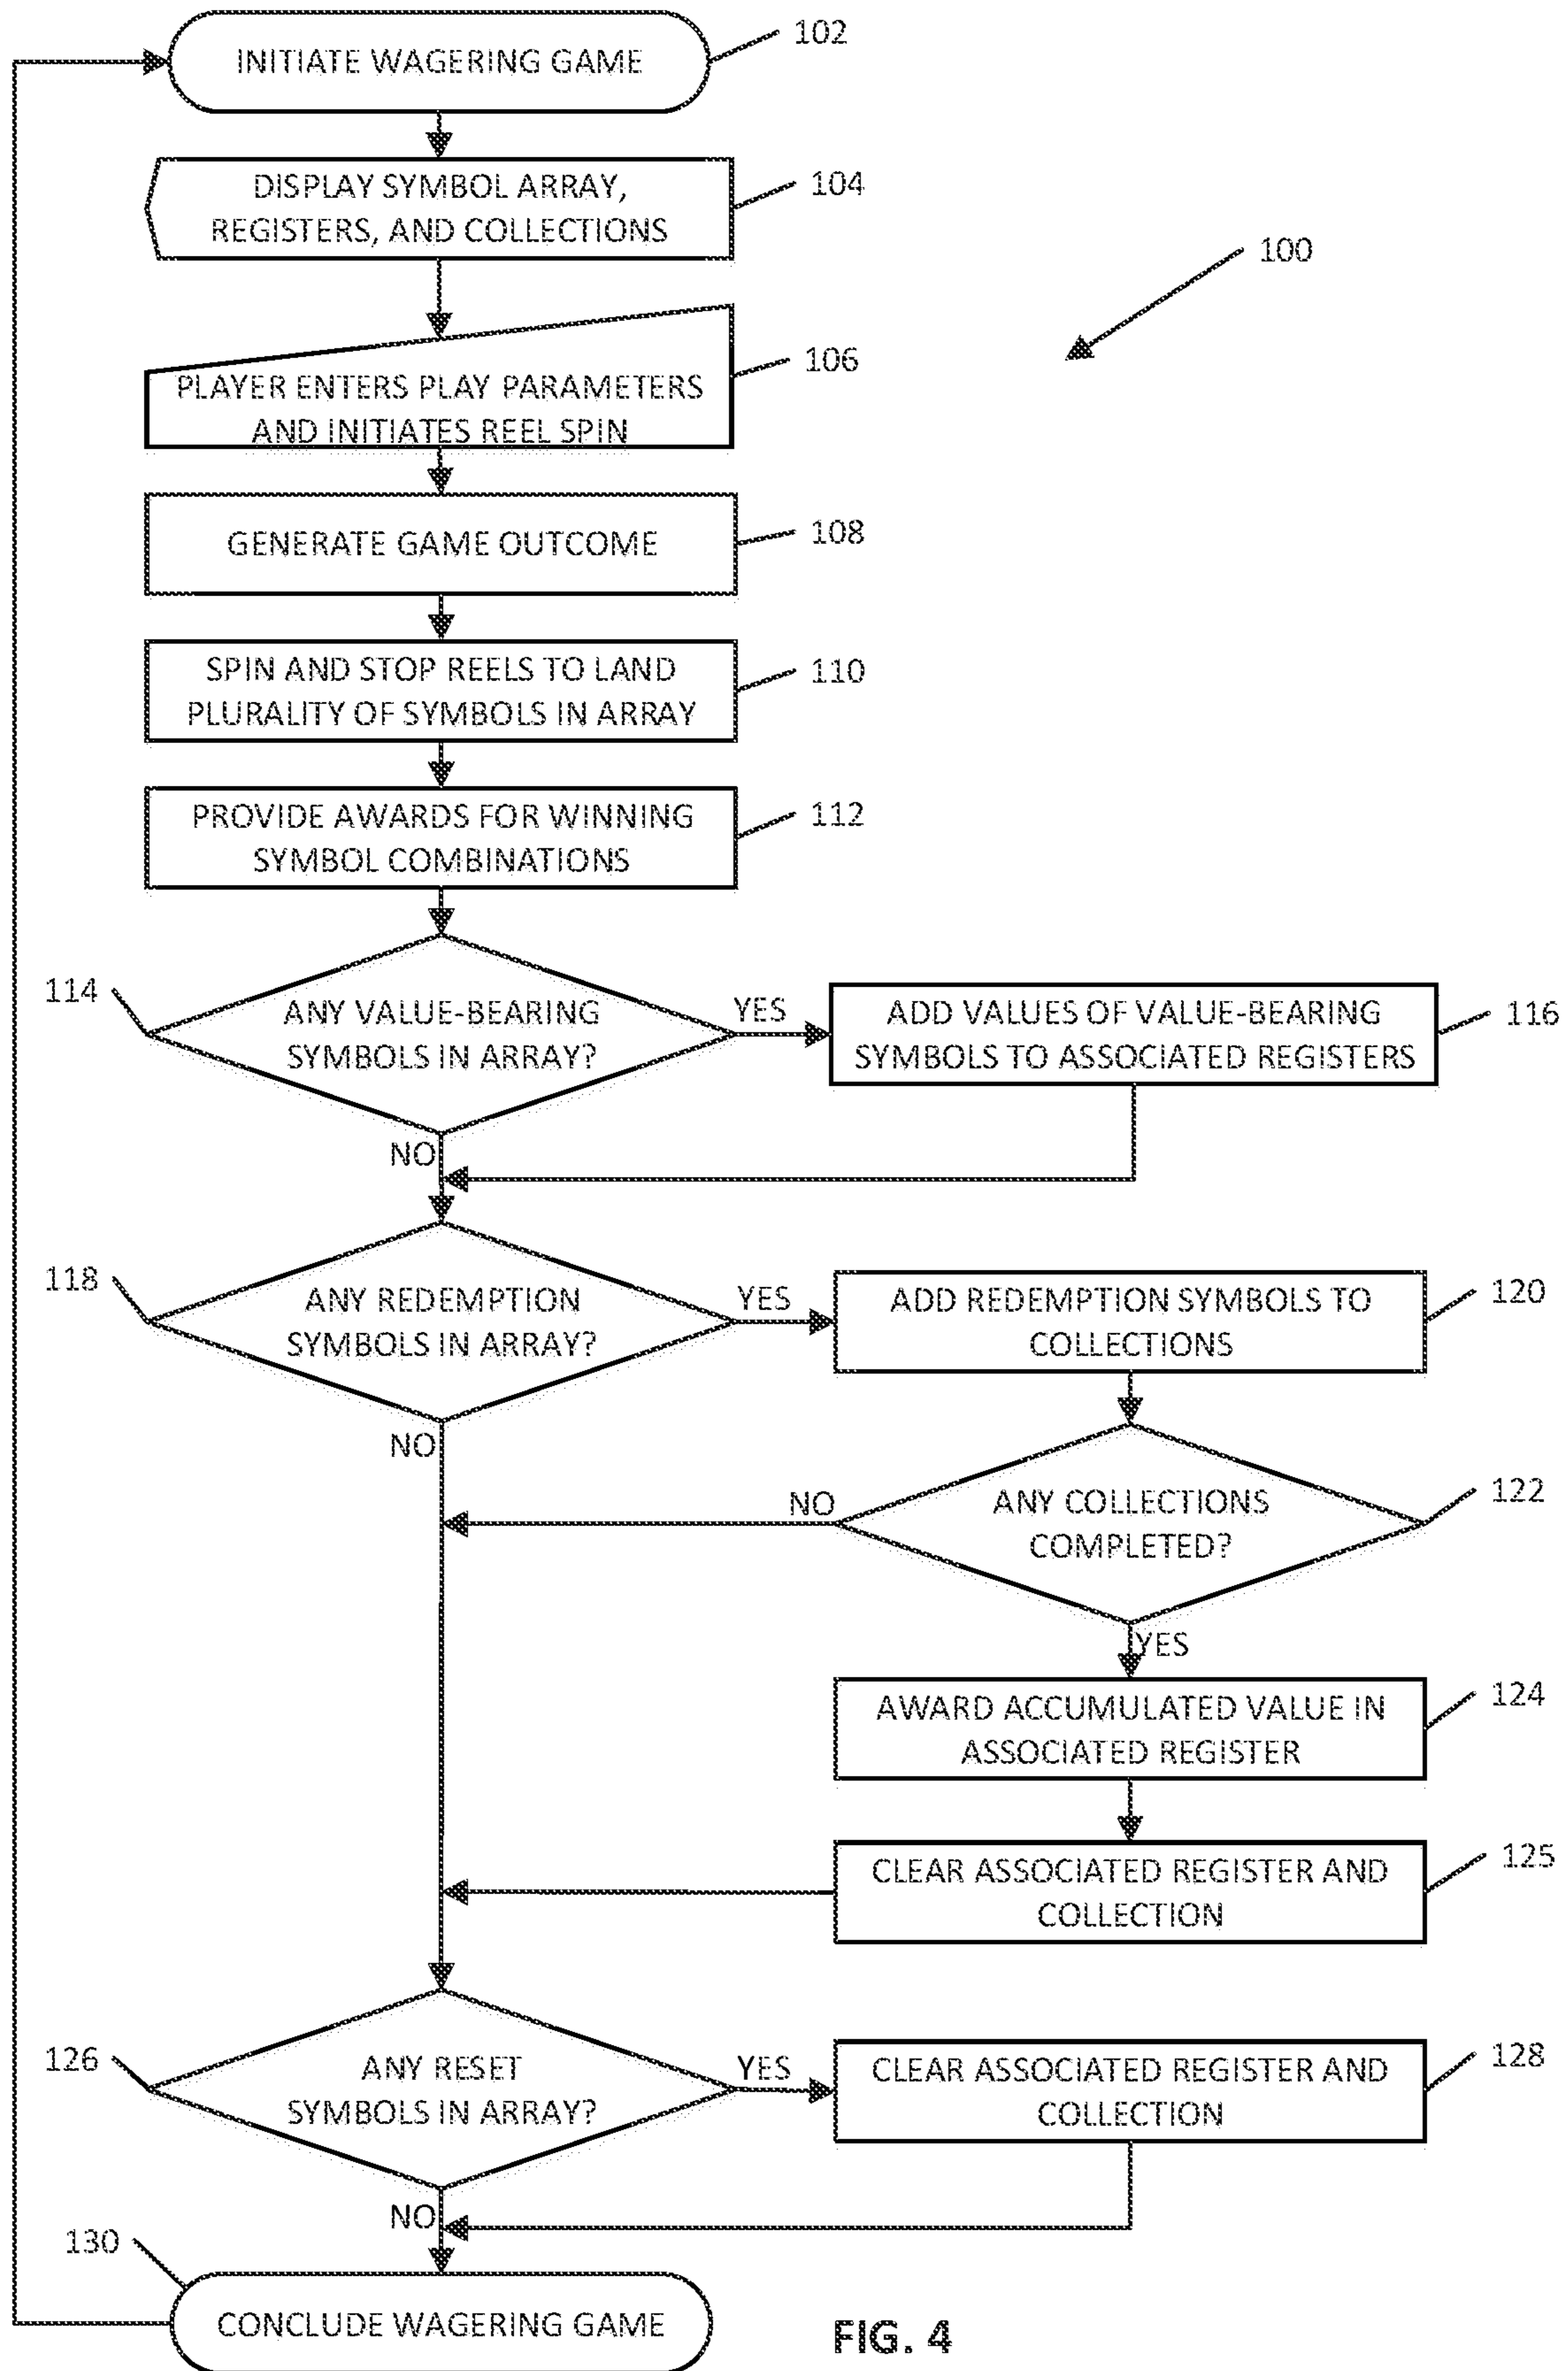 INITIATE WAGERING GAME
102
DISPLAY SYMBOL ARRAY,
REGISTERS, AND COLLECTIONS
104
100
PLAYER ENTERS PLAY PARAMETERS
AND INITIATES REEL SPIN
106
GENERATE GAME OUTCOME
108
SPIN AND STOP REELS TO LAND
PLURALITY OF SYMBOLS IN ARRAY
110
PROVIDE AWARDS FOR WINNING
SYMBOL COMBINATIONS
112
114
ANY VALUE-BEARING
SYMBOLS IN ARRAY?
YES
NO
ADD VALUES OF VALUE-BEARING
SYMBOLS TO ASSOCIATED REGISTERS
116
118
ANY REDEMPTION
SYMBOLS IN ARRAY?
YES
NO
ADD REDEMPTION SYMBOLS TO
COLLECTIONS
120
ANY COLLECTIONS
COMPLETED?
122
NO
YES
AWARD ACCUMULATED VALUE IN
ASSOCIATED REGISTER
124
CLEAR ASSOCIATED REGISTER AND
COLLECTION
125
126
ANY RESET
SYMBOLS IN ARRAY?
YES
NO
CLEAR ASSOCIATED REGISTER AND
COLLECTION
128
130
CONCLUDE WAGERING GAME
FIG. 4